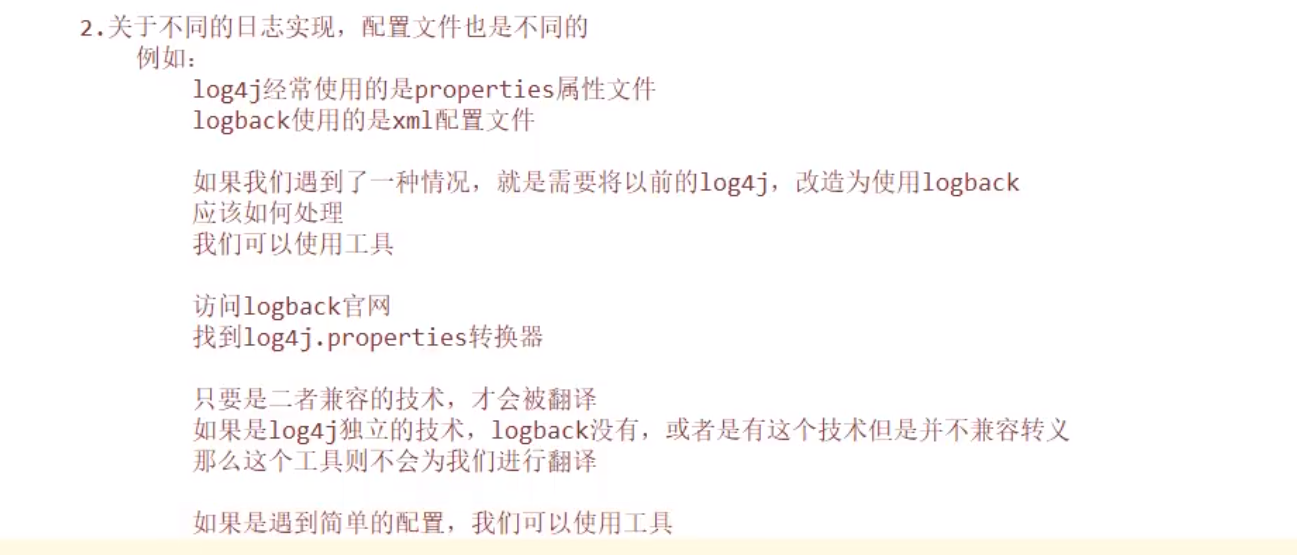 2.关于不同的日志实现，配置文件也是不同的
例如：
log4j经常使用的是properties属性文件
logback使用的是xml配置文件
如果我们遇到了一种情况，就是需要将以前的log4j，改造为使用logback
应该如何处理
我们可以使用工具
访问logback官网
找到log4j.properties转换器
只要是二者兼容的技术，才会被翻译
如果是log4j独立的技术，logback没有，或者是有这个技术但是并不兼容转义
那么这个工具则不会为我们进行翻译
如果是遇到简单的配置，我们可以使用工具